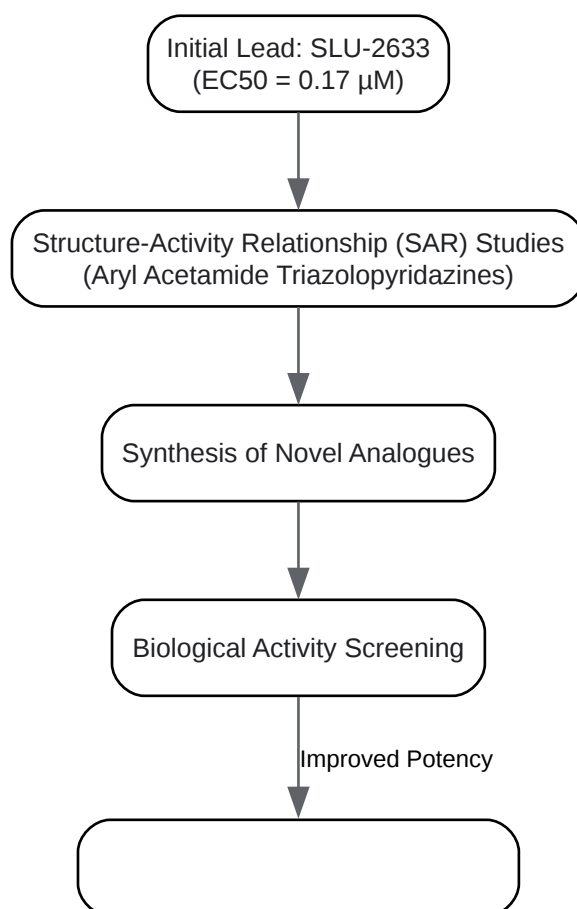 Initial Lead: SLU-2633
(EC50 = 0.17 µM)
Structure-Activity Relationship (SAR) Studies
(Aryl Acetamide Triazolopyridazines)
Synthesis of Novel Analogues
Biological Activity Screening
Improved Potency